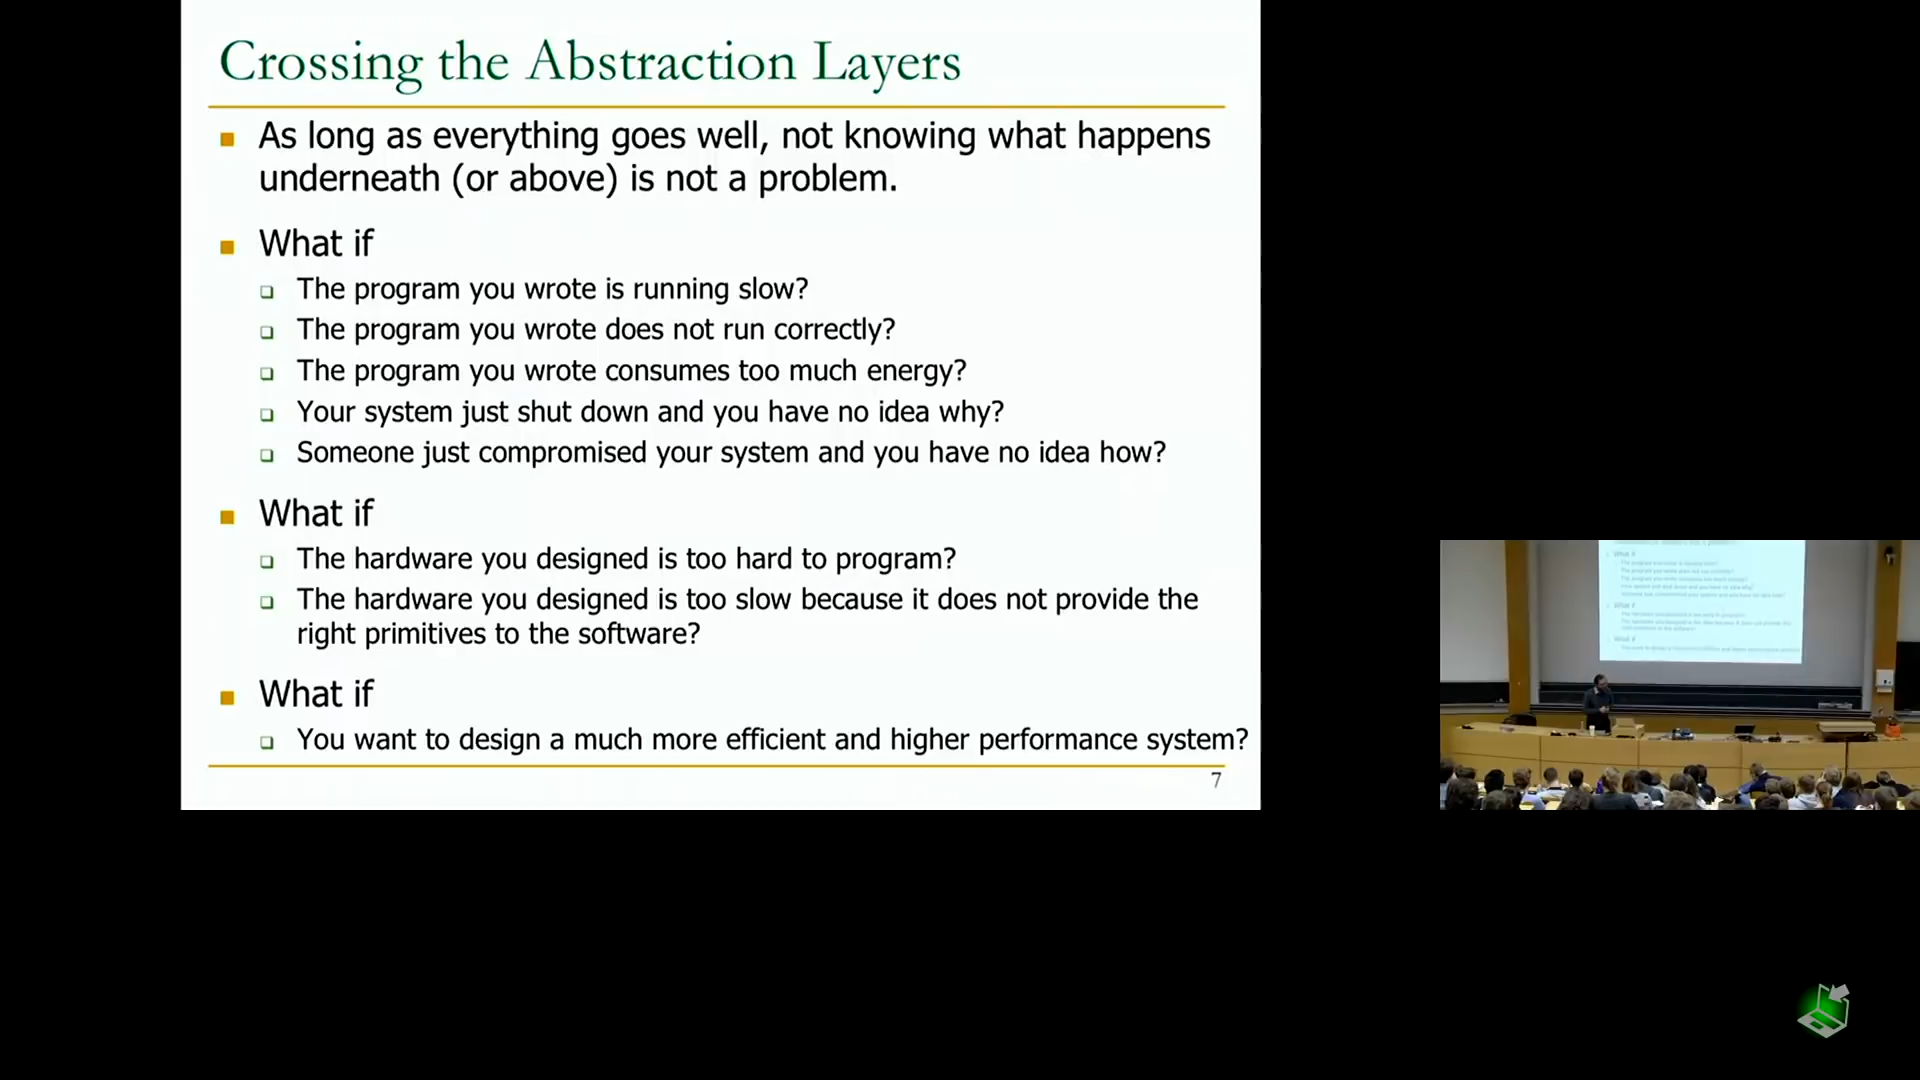 Crossing the Abstraction Layers
As long as everything goes well, not knowing what happens
underneath (or above) is not a problem.
What if
The program you wrote is running slow?
The program you wrote does not run correctly?
The program you wrote consumes too much energy?
Your system just shut down and you have no idea why?
Someone just compromised your system and you have no idea how?
What if
The hardware you designed is too hard to program?
The hardware you designed is too slow because it does not provide the
right primitives to the software?
What if
You want to design a much more efficient and higher performance system?
7